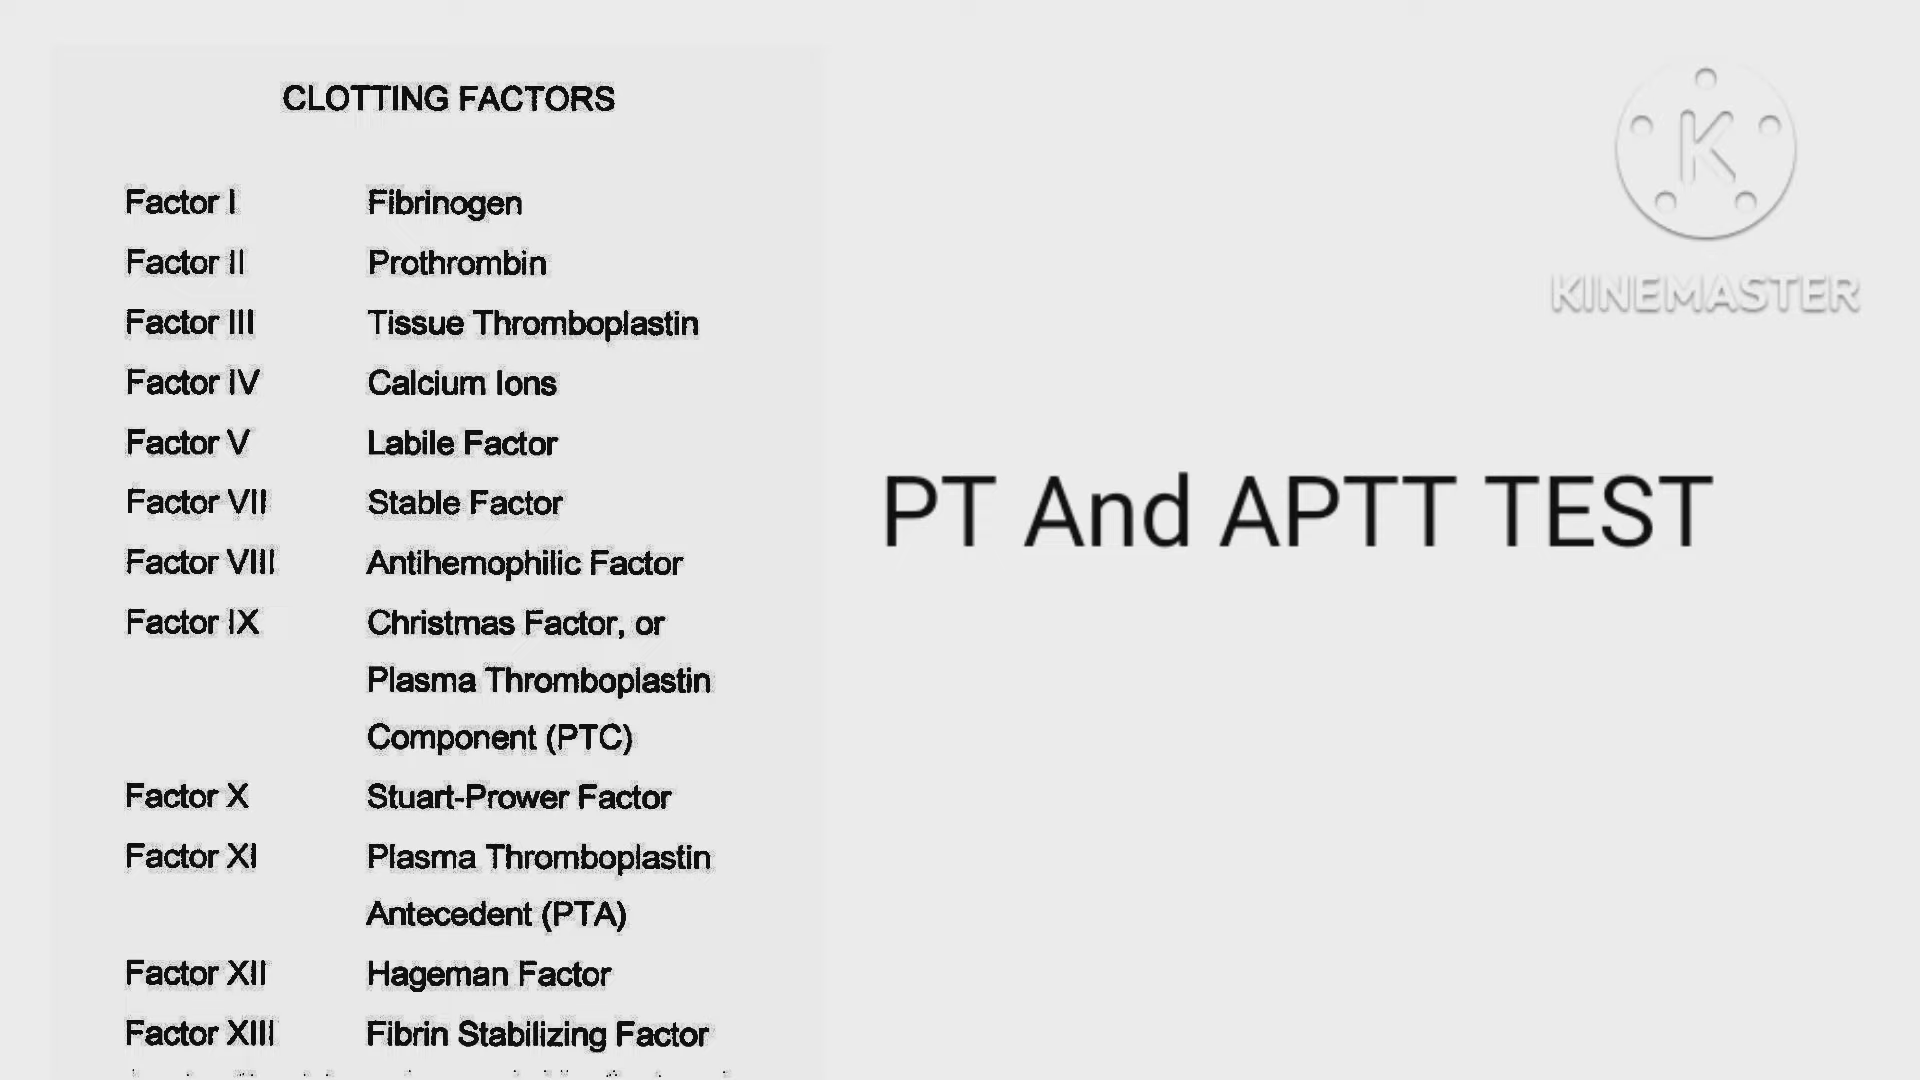 CLOTTING FACTORS
Factor I Fibrinogen
Factor II Prothrombin
Factor III Tissue Thromboplastin
Factor IV Calcium Ions
Factor V Labile Factor
Factor VII Stable Factor
Factor VIII Antihemophilic Factor
Factor IX Christmas Factor, or
Plasma Thromboplastin
Component (PTC)
Factor X Stuart-Prower Factor
Factor XI Plasma Thromboplastin
Antecedent (PTA)
Factor XII Hageman Factor
Factor XIII Fibrin Stabilizing Factor
PT And APTT TEST
K
KINEMASTER